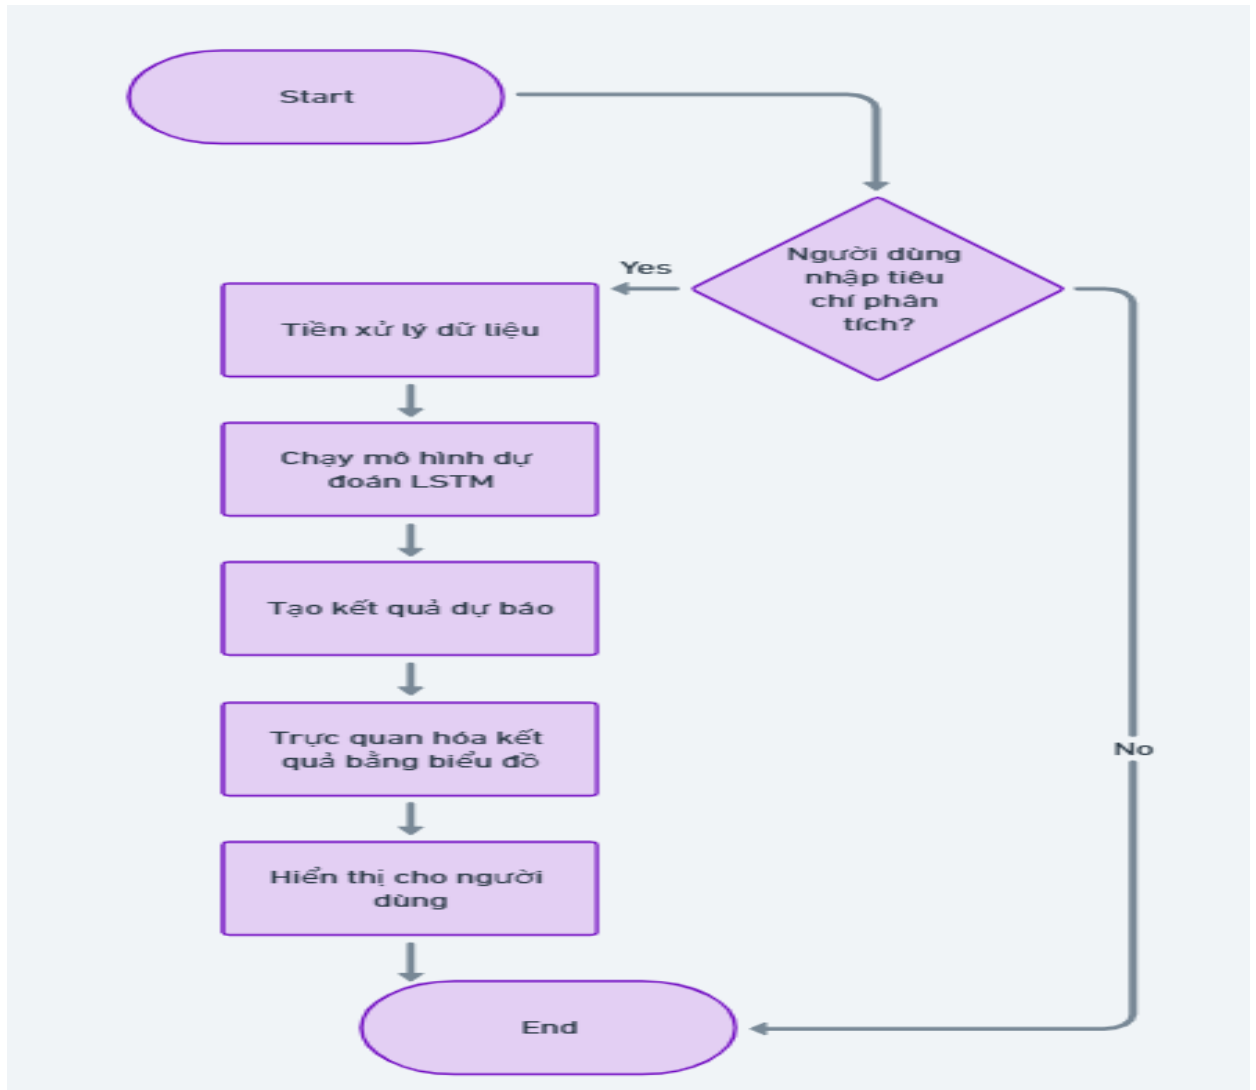 Start
Người dùng
nhập tiêu
chí phân
tích?
Yes
Tiền xử lý dữ liệu
Chạy mô hình dự
đoán LSTM
Tạo kết quả dự báo
Trực quan hóa kết
quả bằng biểu đồ
No
Hiển thị cho người
dùng
End